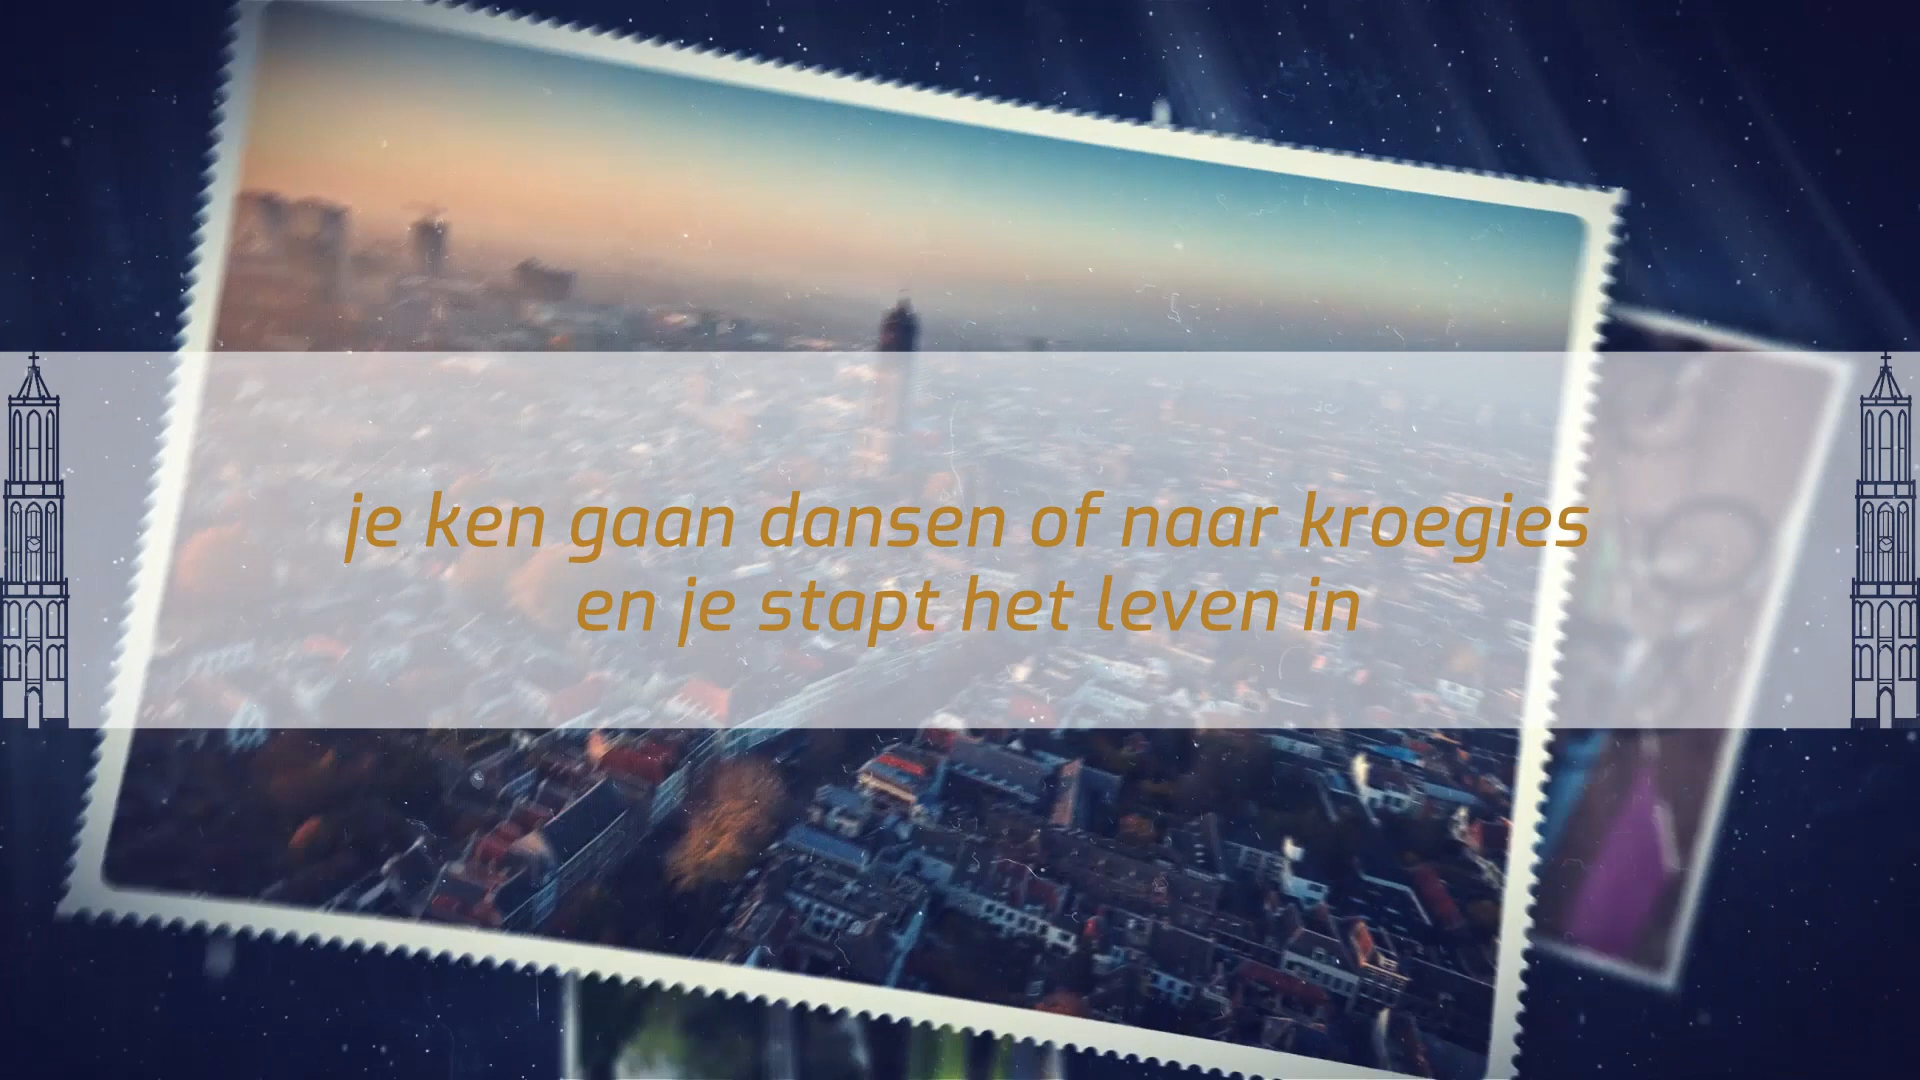 je ken gaan dansen of naar kroegies
en je stapt het leven in